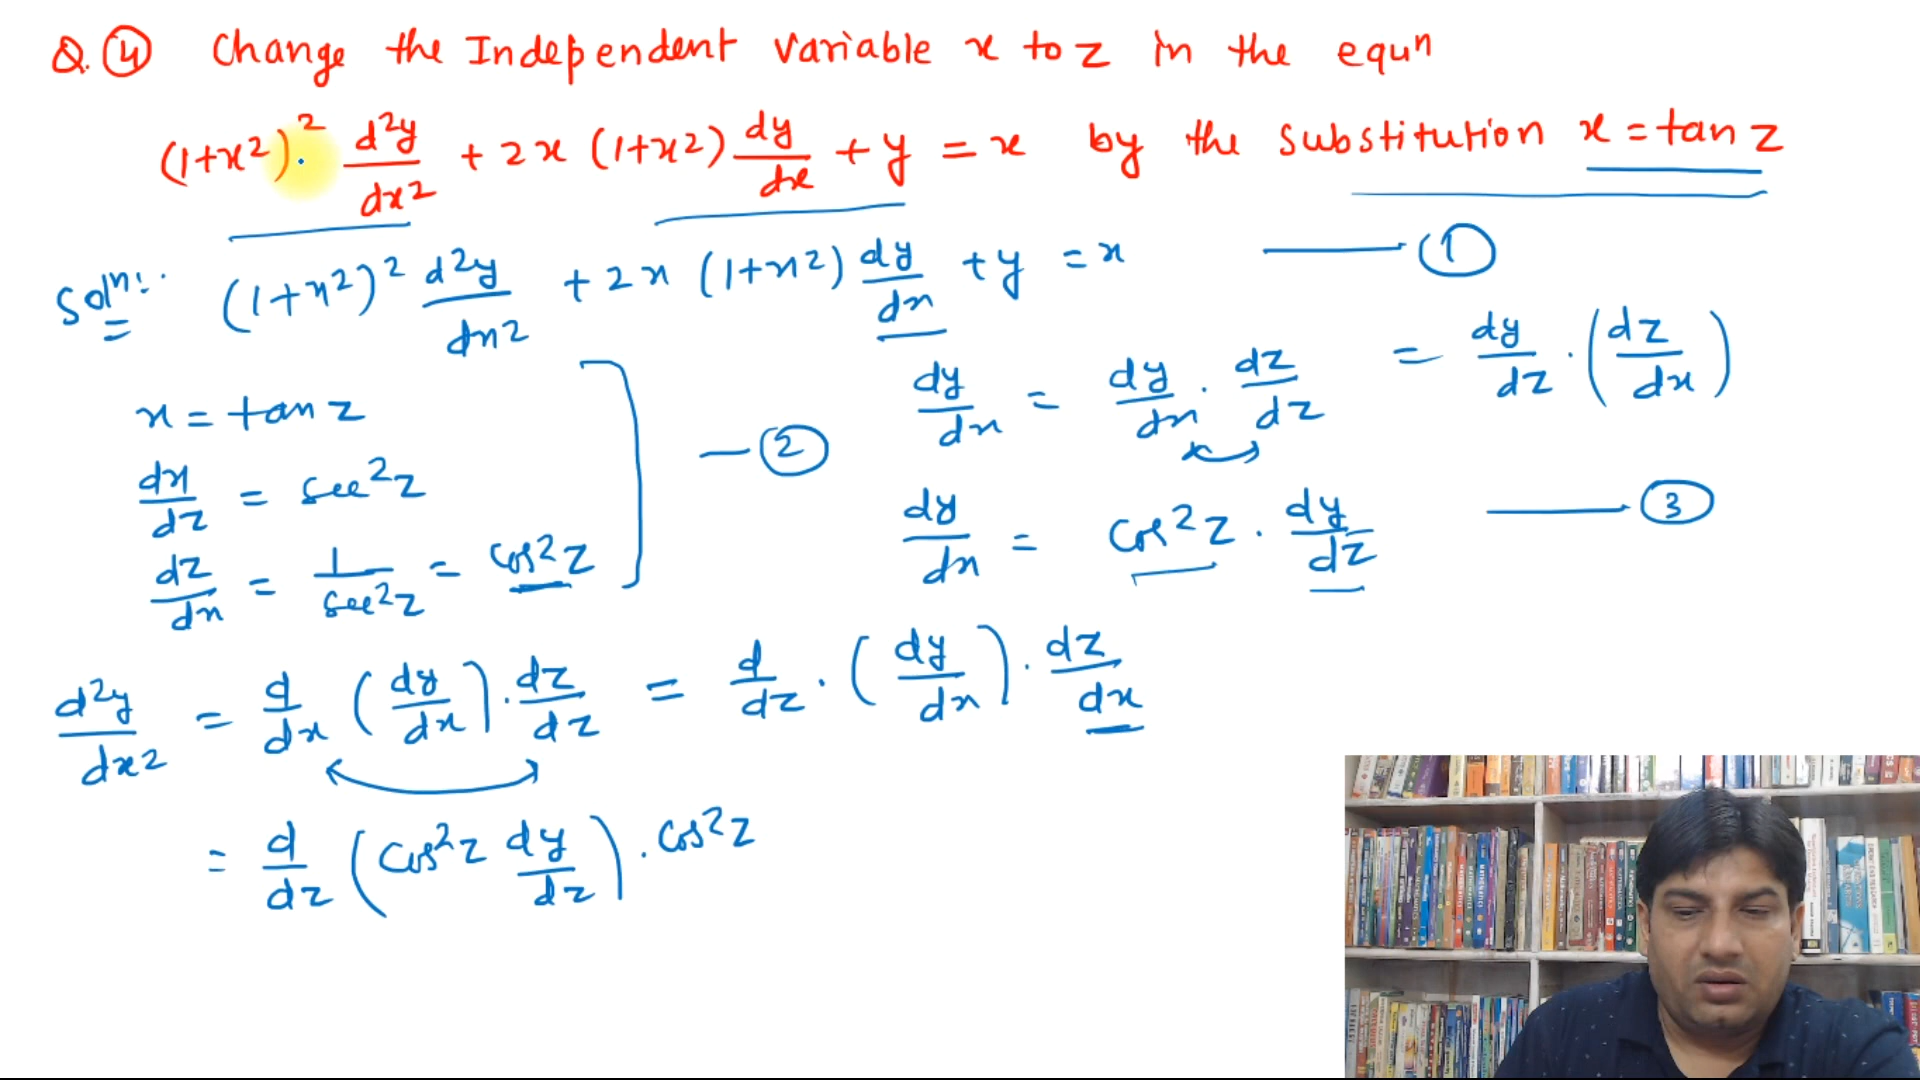 Q. ④ Change the Independent Variable x to z in the equⁿ
(1+x²)² d²y/dx² + 2x (1+x²) dy/dx + y = x by the substitution x = tan z
Solⁿ: (1+x²)² d²y/dx² + 2x (1+x²) dy/dx + y = x —— ①
x = tan z
dx/dz = sec²z
dz/dx = 1/sec²z = cos²z — ②
dy/dx = dy/dx · dz/dz = dy/dz · (dz/dx)
dy/dx = cos²z · dy/dz —— ③
d²y/dx² = d/dx (dy/dx) · dz/dz = d/dz · (dy/dx) · dz/dx
= d/dz (cos²z dy/dz) · cos²z